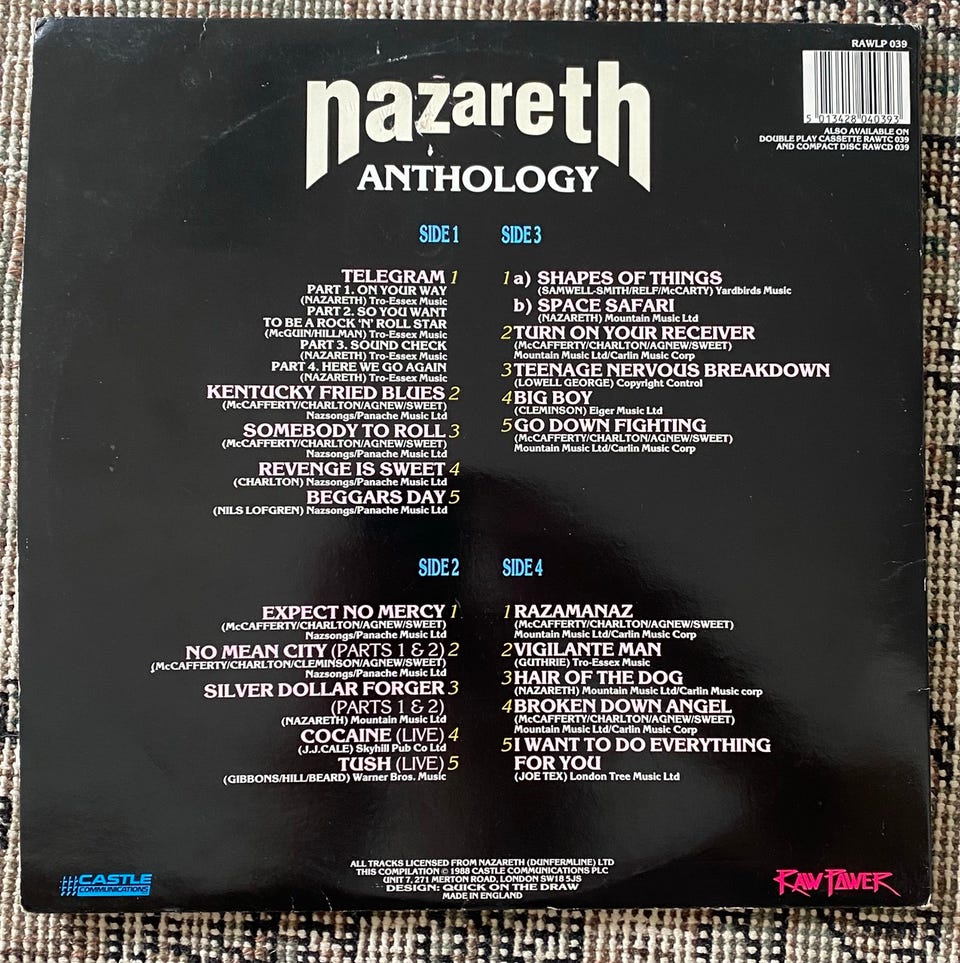 RAWLP 039
5 013428 040393
ALSO AVAILABLE ON
DOUBLE PLAY CASSETTE RAWTC 039
AND COMPACT DISC RAWCD 039
nazareth
ANTHOLOGY
SIDE 1
TELEGRAM 1
PART 1. ON YOUR WAY
(NAZARETH) Tro-Essex Music
PART 2. SO YOU WANT
TO BE A ROCK 'N' ROLL STAR
(McGUIN/HILLMAN) Tro-Essex Music
PART 3. SOUND CHECK
(NAZARETH) Tro-Essex Music
PART 4. HERE WE GO AGAIN
(NAZARETH) Tro-Essex Music
KENTUCKY FRIED BLUES 2
(McCAFFERTY/CHARLTON/AGNEW/SWEET)
Nazsongs/Panache Music Ltd
SOMEBODY TO ROLL 3
(McCAFFERTY/CHARLTON/AGNEW/SWEET)
Nazsongs/Panache Music Ltd
REVENGE IS SWEET 4
(CHARLTON) Nazsongs/Panache Music Ltd
BEGGARS DAY 5
(NILS LOFGREN) Nazsongs/Panache Music Ltd
SIDE 2
EXPECT NO MERCY 1
(McCAFFERTY/CHARLTON/AGNEW/SWEET)
Nazsongs/Panache Music Ltd
NO MEAN CITY (PARTS 1 & 2) 2
(McCAFFERTY/CHARLTON/CLEMINSON/AGNEW/SWEET)
Nazsongs/Panache Music Ltd
SILVER DOLLAR FORGER 3
(PARTS 1 & 2)
(NAZARETH) Mountain Music Ltd
COCAINE (LIVE) 4
(J.J.CALE) Skyhill Pub Co Ltd
TUSH (LIVE) 5
(GIBBONS/HILL/BEARD) Warner Bros. Music
SIDE 3
1 a) SHAPES OF THINGS
(SAMWELL-SMITH/RELF/McCARTY) Yardbirds Music
b) SPACE SAFARI
(NAZARETH) Mountain Music Ltd
2 TURN ON YOUR RECEIVER
(McCAFFERTY/CHARLTON/AGNEW/SWEET)
Mountain Music Ltd/Carlin Music Corp
3 TEENAGE NERVOUS BREAKDOWN
(LOWELL GEORGE) Copyright Control
4 BIG BOY
(CLEMINSON) Eiger Music Ltd
5 GO DOWN FIGHTING
(McCAFFERTY/CHARLTON/AGNEW/SWEET)
Mountain Music Ltd/Carlin Music Corp
SIDE 4
1 RAZAMANAZ
(McCAFFERTY/CHARLTON/AGNEW/SWEET)
Mountain Music Ltd/Carlin Music Corp
2 VIGILANTE MAN
(GUTHRIE) Tro-Essex Music
3 HAIR OF THE DOG
(NAZARETH) Mountain Music Ltd/Carlin Music corp
4 BROKEN DOWN ANGEL
(McCAFFERTY/CHARLTON/AGNEW/SWEET)
Mountain Music Ltd/Carlin Music Corp
5 I WANT TO DO EVERYTHING
FOR YOU
(JOE TEX) London Tree Music Ltd
ALL TRACKS LICENSED FROM NAZARETH (DUNFERMLINE) LTD
THIS COMPILATION © 1988 CASTLE COMMUNICATIONS PLC
UNIT 7, 271 MERTON ROAD, LONDON SW18 5JS
DESIGN: QUICK ON THE DRAW
MADE IN ENGLAND
CASTLE
COMMUNICATIONS
RAW POWER